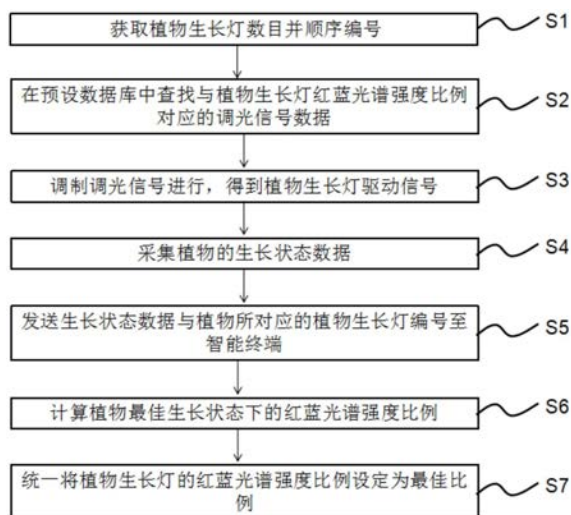 获取植物生长灯数目并顺序编号
S1
在预设数据库中查找与植物生长灯红蓝光谱强度比例
对应的调光信号数据
S2
调制调光信号进行，得到植物生长灯驱动信号
S3
采集植物的生长状态数据
S4
发送生长状态数据与植物所对应的植物生长灯编号至
智能终端
S5
计算植物最佳生长状态下的红蓝光谱强度比例
S6
统一将植物生长灯的红蓝光谱强度比例设定为最佳比
例
S7